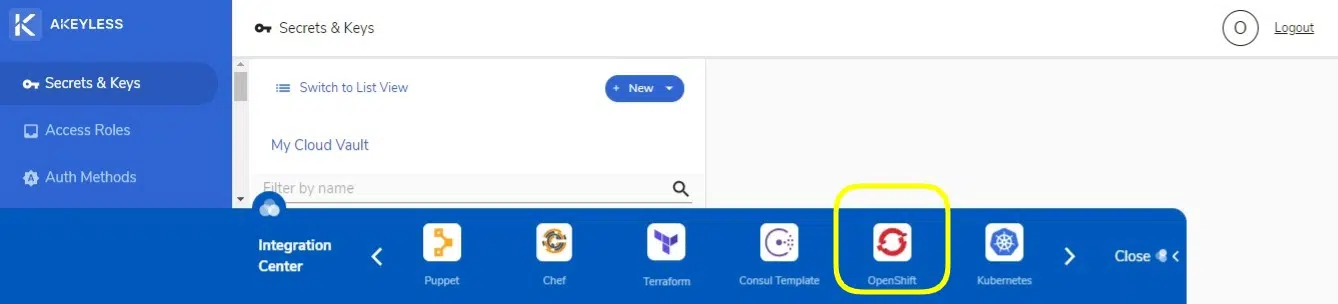 AKEYLESS
Secrets & Keys
O
Logout
Secrets & Keys
Access Roles
Auth Methods
Switch to List View
+ New
My Cloud Vault
Filter by name
Integration
Center
Puppet
Chef
Terraform
Consul Template
OpenShift
Kubernetes
Close